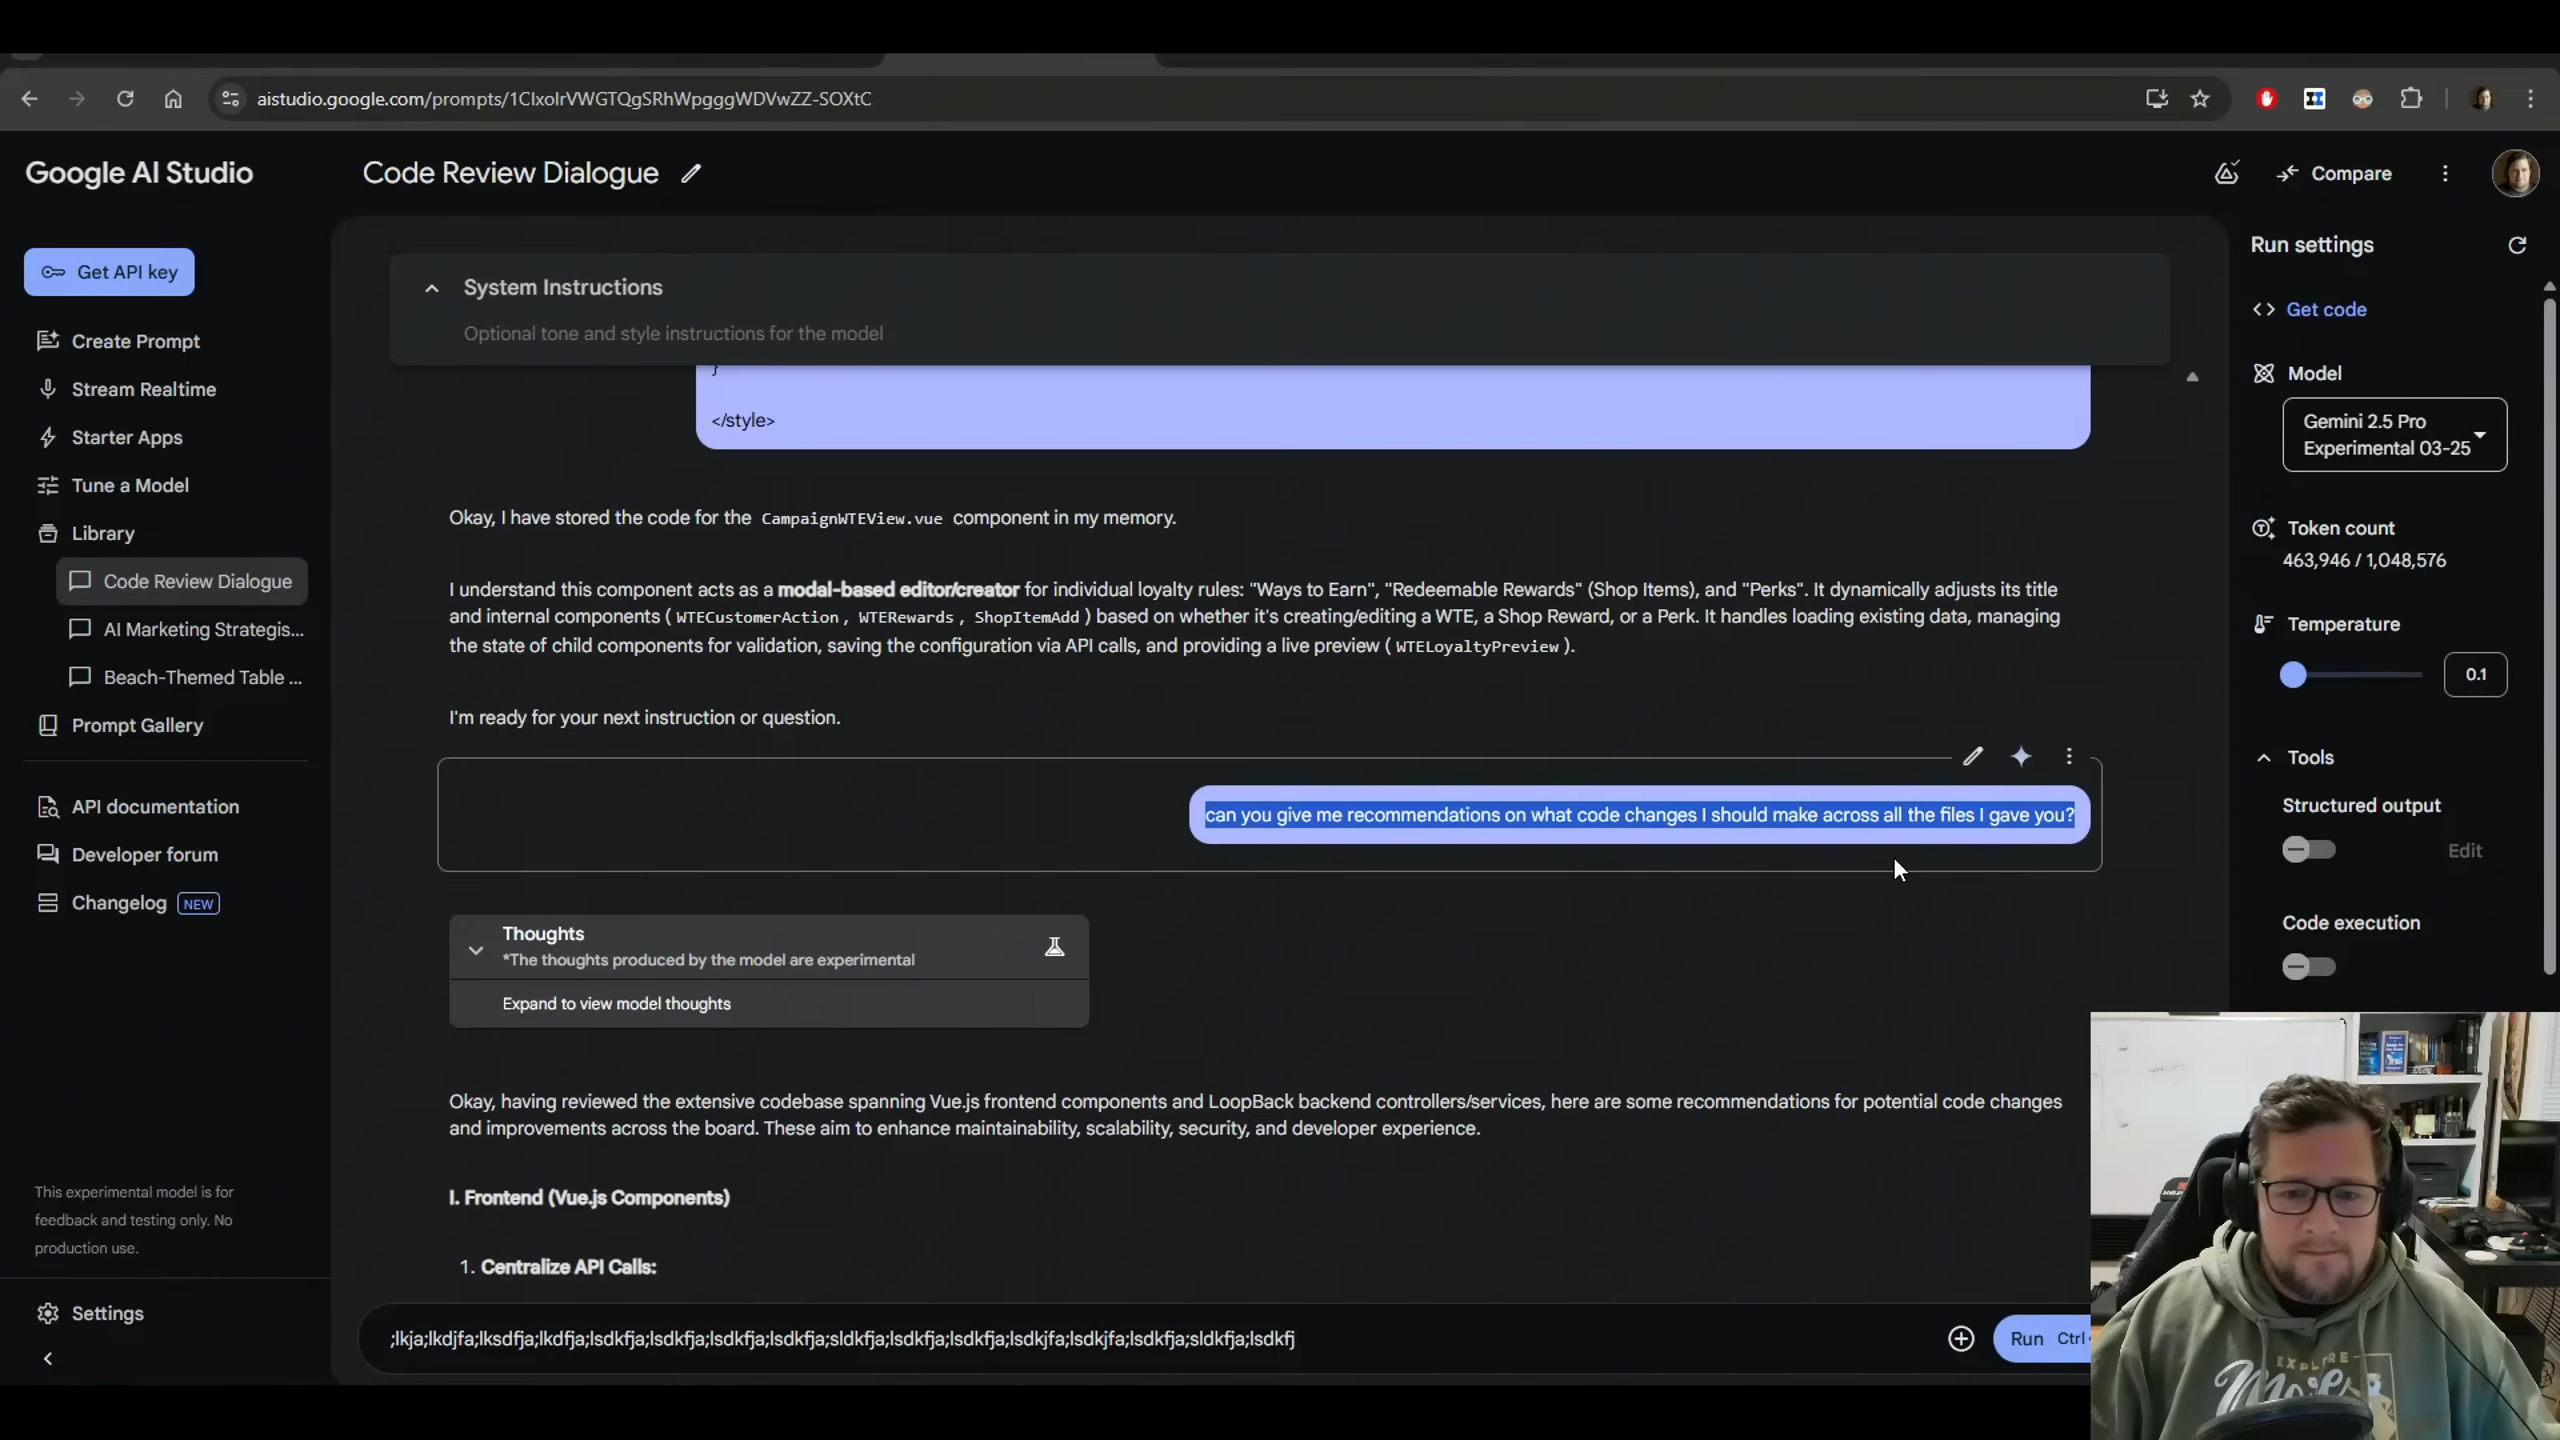 aistudio.google.com/prompts/1CIxolrVWGTQgSRhWpgggWDVwZZ-SOXtC
Google AI Studio
Code Review Dialogue
Compare
Get API key
Create Prompt
Stream Realtime
Starter Apps
Tune a Model
Library
Code Review Dialogue
AI Marketing Strategis...
Beach-Themed Table ...
Prompt Gallery
API documentation
Developer forum
Changelog NEW
This experimental model is for
feedback and testing only. No
production use.
Settings
System Instructions
Optional tone and style instructions for the model
}
</style>
Okay, I have stored the code for the CampaignWTEView.vue component in my memory.
I understand this component acts as a modal-based editor/creator for individual loyalty rules: "Ways to Earn", "Redeemable Rewards" (Shop Items), and "Perks". It dynamically adjusts its title
and internal components ( WTECustomerAction, WTERewards, ShopItemAdd ) based on whether it's creating/editing a WTE, a Shop Reward, or a Perk. It handles loading existing data, managing
the state of child components for validation, saving the configuration via API calls, and providing a live preview ( WTELoyaltyPreview ).
I'm ready for your next instruction or question.
can you give me recommendations on what code changes I should make across all the files I gave you?
Thoughts
*The thoughts produced by the model are experimental
Expand to view model thoughts
Okay, having reviewed the extensive codebase spanning Vue.js frontend components and LoopBack backend controllers/services, here are some recommendations for potential code changes
and improvements across the board. These aim to enhance maintainability, scalability, security, and developer experience.
I. Frontend (Vue.js Components)
1. Centralize API Calls:
;lkja;lkdjfa;lksdfja;lkdfja;lsdkfja;lsdkfja;lsdkfja;lsdkfja;sldkfja;lsdkfja;lsdkfja;lsdkjfa;lsdkjfa;lsdkfja;sldkfja;lsdkfj
Run Ctrl
Run settings
Get code
Model
Gemini 2.5 Pro
Experimental 03-25
Token count
463,946 / 1,048,576
Temperature
0.1
Tools
Structured output
Edit
Code execution
EXPLORE
More